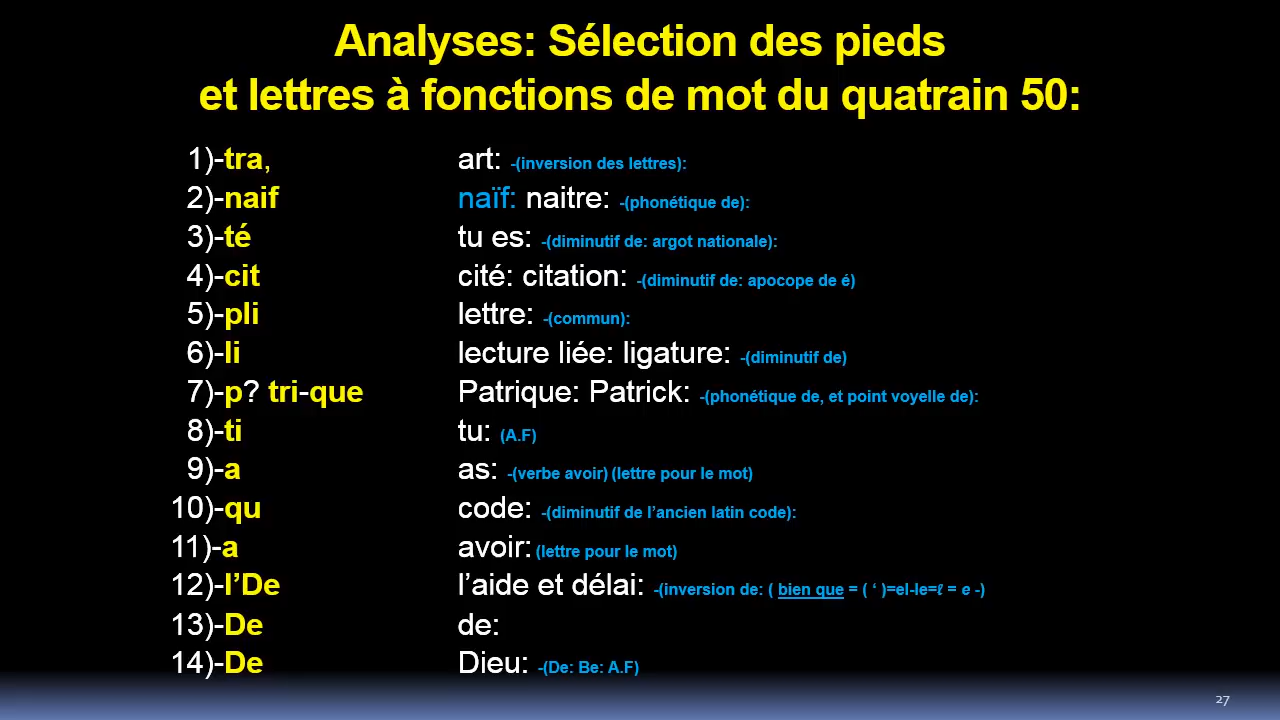 Analyses: Sélection des pieds
et lettres à fonctions de mot du quatrain 50:
1)-tra, art: -(inversion des lettres):
2)-naif naïf: naitre: -(phonétique de):
3)-té tu es: -(diminutif de: argot nationale):
4)-cit cité: citation: -(diminutif de: apocope de é)
5)-pli lettre: -(commun):
6)-li lecture liée: ligature: -(diminutif de)
7)-p? tri-que Patrique: Patrick: -(phonétique de, et point voyelle de):
8)-ti tu: (A.F)
9)-a as: -(verbe avoir) (lettre pour le mot)
10)-qu code: -(diminutif de l’ancien latin code):
11)-a avoir: (lettre pour le mot)
12)-l’De l’aide et délai: -(inversion de: ( bien que = ( ‘ )=el-le=ℓ = e -)
13)-De de:
14)-De Dieu: -(De: Be: A.F)
27